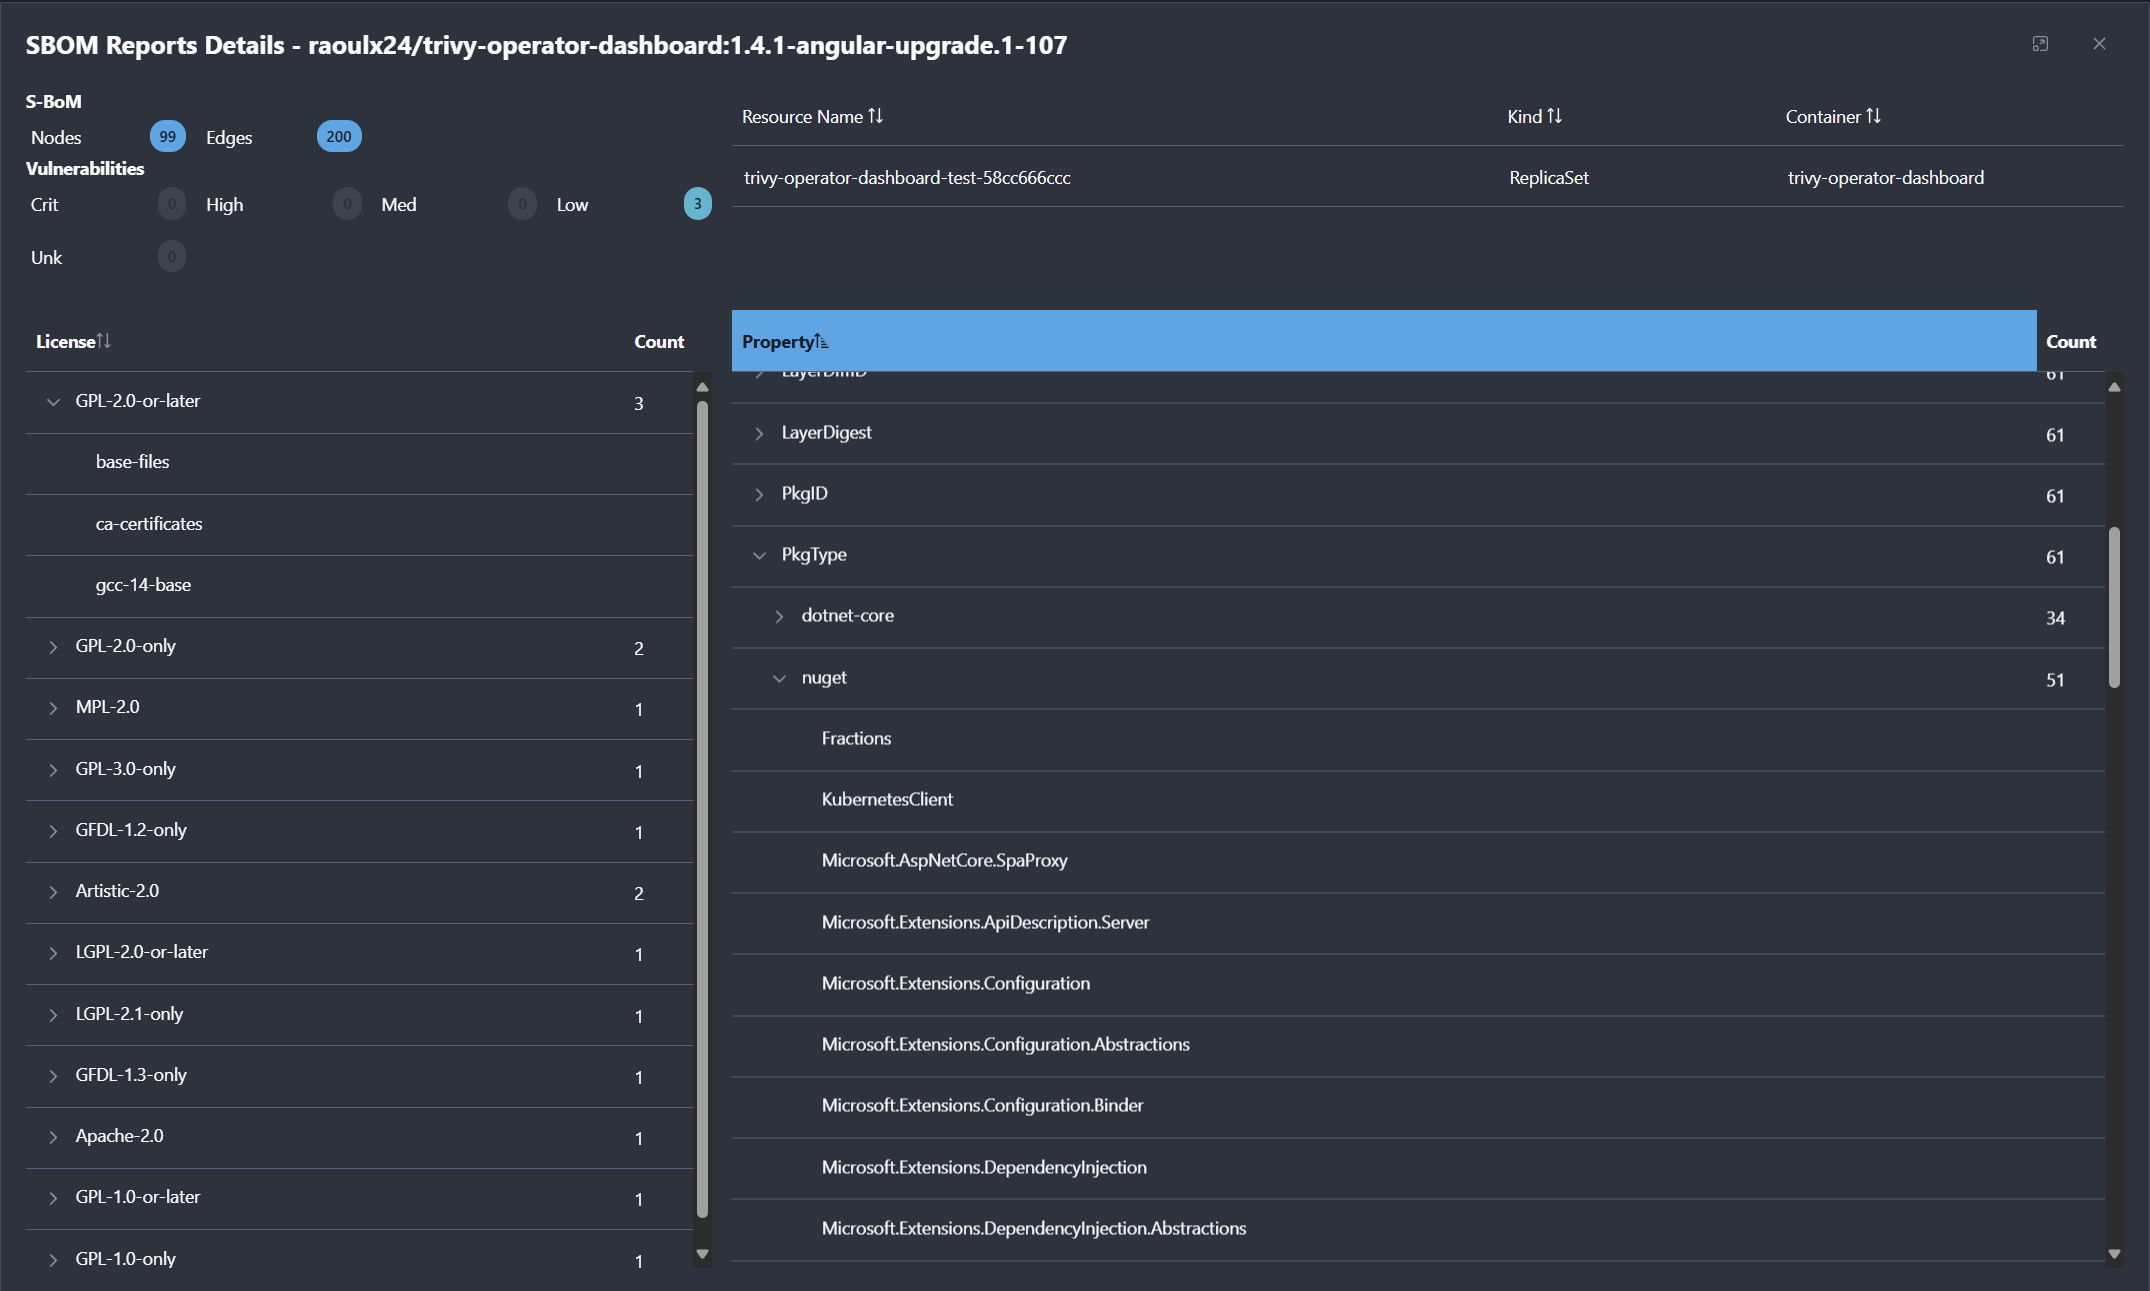 SBOM Reports Details - raoulx24/trivy-operator-dashboard:1.4.1-angular-upgrade.1-107
S-BoM
Nodes 99 Edges 200
Vulnerabilities
Crit 0 High 0 Med 0 Low 3
Unk 0
Resource Name Kind Container
trivy-operator-dashboard-test-58cc666ccc ReplicaSet trivy-operator-dashboard
License Count
GPL-2.0-or-later 3
base-files
ca-certificates
gcc-14-base
GPL-2.0-only 2
MPL-2.0 1
GPL-3.0-only 1
GFDL-1.2-only 1
Artistic-2.0 2
LGPL-2.0-or-later 1
LGPL-2.1-only 1
GFDL-1.3-only 1
Apache-2.0 1
GPL-1.0-or-later 1
GPL-1.0-only 1
Property Count
LayerDiffID 61
LayerDigest 61
PkgID 61
PkgType 61
dotnet-core 34
nuget 51
Fractions
KubernetesClient
Microsoft.AspNetCore.SpaProxy
Microsoft.Extensions.ApiDescription.Server
Microsoft.Extensions.Configuration
Microsoft.Extensions.Configuration.Abstractions
Microsoft.Extensions.Configuration.Binder
Microsoft.Extensions.DependencyInjection
Microsoft.Extensions.DependencyInjection.Abstractions